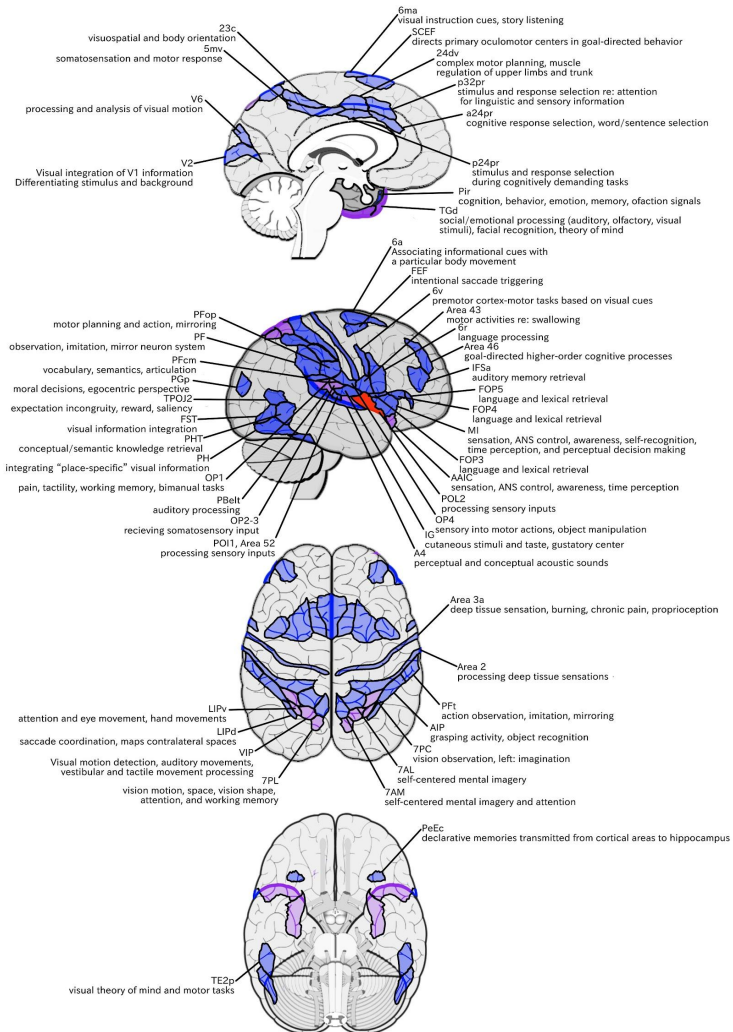 6ma
visual instruction cues, story listening
23c
visuospatial and body orientation
SCEF
directs primary oculomotor centers in goal-directed behavior
5mv
somatosensation and motor response
24dv
complex motor planning, muscle
regulation of upper limbs and trunk
p32pr
stimulus and response selection re: attention
for linguistic and sensory information
V6
processing and analysis of visual motion
a24pr
cognitive response selection, word/sentence selection
V2
Visual integration of V1 information
Differentiating stimulus and background
p24pr
stimulus and response selection
during cognitively demanding tasks
Pir
cognition, behavior, emotion, memory, ofaction signals
TGd
social/emotional processing (auditory, olfactory, visual
stimuli), facial recognition, theory of mind
6a
Associating informational cues with
a particular body movement
FEF
intentional saccade triggering
6v
premotor cortex-motor tasks based on visual cues
Area 43
motor activities re: swallowing
6r
language processing
Area 46
goal-directed higher-order cognitive processes
IFSa
auditory memory retrieval
FOP5
language and lexical retrieval
FOP4
language and lexical retrieval
MI
sensation, ANS control, awareness, self-recognition,
time perception, and perceptual decision making
FOP3
language and lexical retrieval
AAIC
sensation, ANS control, awareness, time perception
POL2
processing sensory inputs
OP4
sensory into motor actions, object manipulation
IG
cutaneous stimuli and taste, gustatory center
A4
perceptual and conceptual acoustic sounds
PFop
motor planning and action, mirroring
PF
observation, imitation, mirror neuron system
PFcm
vocabulary, semantics, articulation
PGp
moral decisions, egocentric perspective
TPOJ2
expectation incongruity, reward, saliency
FST
visual information integration
PHT
conceptual/semantic knowledge retrieval
PH
integrating “place-specific” visual information
OP1
pain, tactility, working memory, bimanual tasks
PBelt
auditory processing
OP2-3
recieving somatosensory input
POI1, Area 52
processing sensory inputs
Area 3a
deep tissue sensation, burning, chronic pain, proprioception
Area 2
processing deep tissue sensations
PFt
action observation, imitation, mirroring
AIP
grasping activity, object recognition
7PC
vision observation, left: imagination
7AL
self-centered mental imagery
7AM
self-centered mental imagery and attention
LIPv
attention and eye movement, hand movements
LIPd
saccade coordination, maps contralateral spaces
VIP
Visual motion detection, auditory movements,
vestibular and tactile movement processing
7PL
vision motion, space, vision shape,
attention, and working memory
PeEc
declarative memories transmitted from cortical areas to hippocampus
TE2p
visual theory of mind and motor tasks